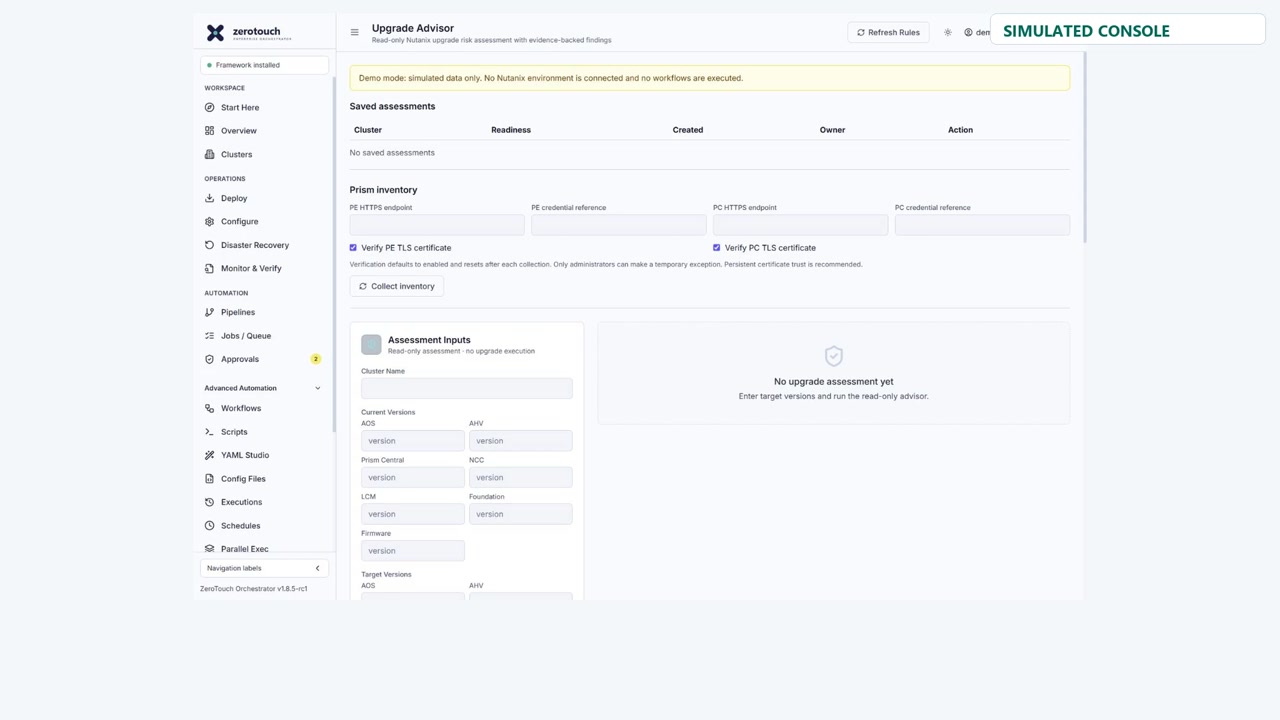 zerotouch
ENTERPRISE ORCHESTRATOR
Framework installed
WORKSPACE
Start Here
Overview
Clusters
OPERATIONS
Deploy
Configure
Disaster Recovery
Monitor & Verify
AUTOMATION
Pipelines
Jobs / Queue
Approvals 2
Advanced Automation
Workflows
Scripts
YAML Studio
Config Files
Executions
Schedules
Parallel Exec
Navigation labels
ZeroTouch Orchestrator v1.8.5-rc1
Upgrade Advisor
Read-only Nutanix upgrade risk assessment with evidence-backed findings
Refresh Rules
SIMULATED CONSOLE
Demo mode: simulated data only. No Nutanix environment is connected and no workflows are executed.
Saved assessments
Cluster Readiness Created Owner Action
No saved assessments
Prism inventory
PE HTTPS endpoint PE credential reference PC HTTPS endpoint PC credential reference
Verify PE TLS certificate Verify PC TLS certificate
Verification defaults to enabled and resets after each collection. Only administrators can make a temporary exception. Persistent certificate trust is recommended.
Collect inventory
Assessment Inputs
Read-only assessment · no upgrade execution
Cluster Name
Current Versions
AOS AHV
version version
Prism Central NCC
version version
LCM Foundation
version version
Firmware
version
Target Versions
AOS AHV
No upgrade assessment yet
Enter target versions and run the read-only advisor.